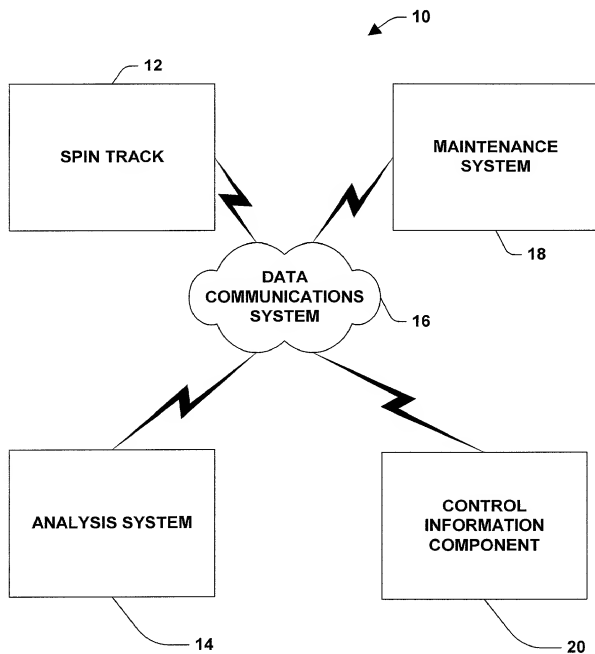 10
12
SPIN TRACK
MAINTENANCE
SYSTEM
18
DATA
COMMUNICATIONS
SYSTEM
16
ANALYSIS SYSTEM
14
CONTROL
INFORMATION
COMPONENT
20